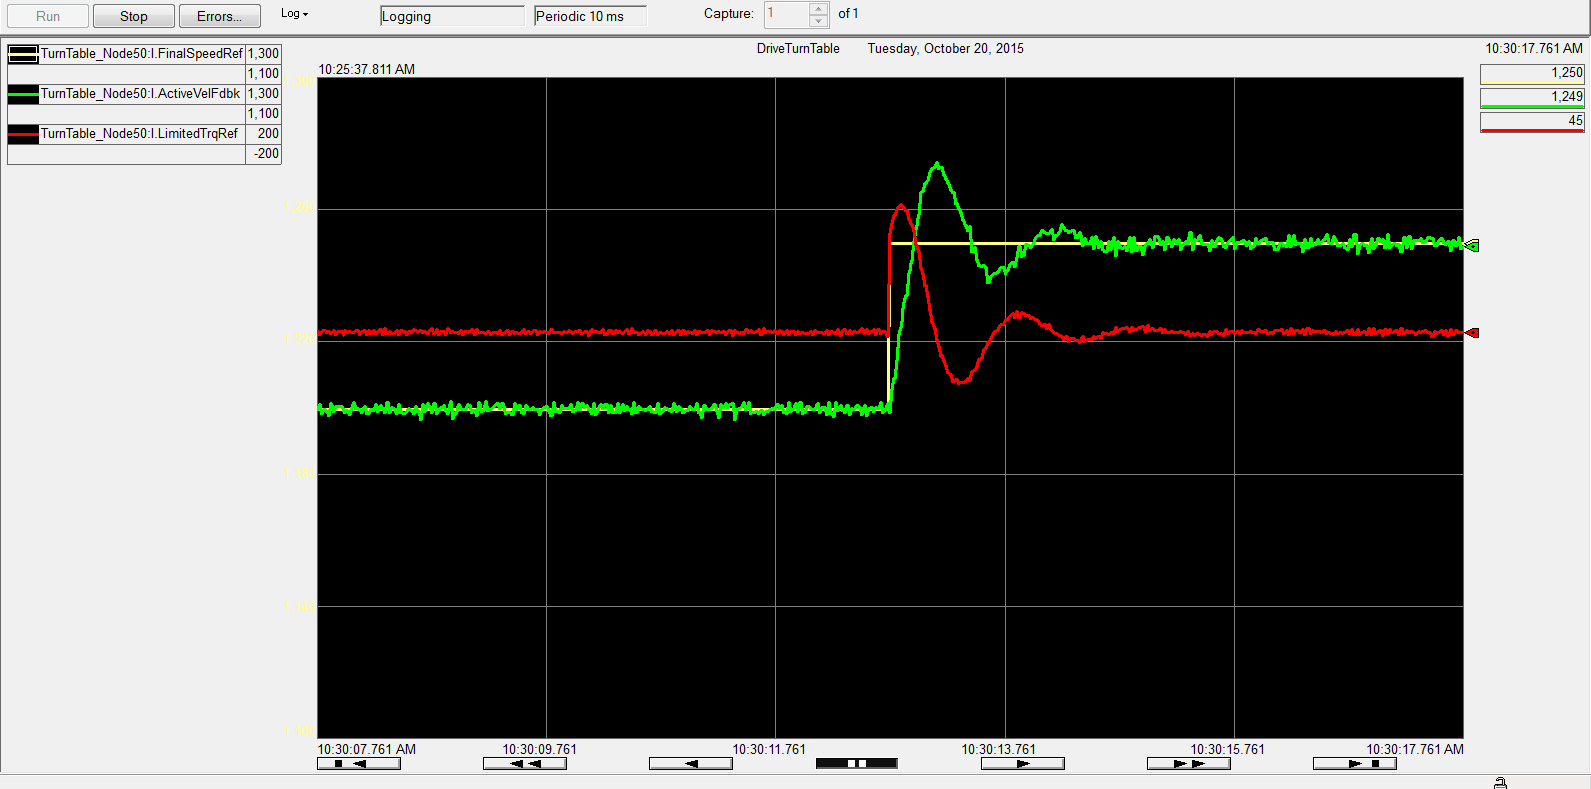 Run Stop Errors... Log Logging Periodic 10 ms Capture: 1 of 1
DriveTurnTable Tuesday, October 20, 2015 10:30:17.761 AM
TurnTable_Node50:I.FinalSpeedRef 1,300
1,100
TurnTable_Node50:I.ActiveVelFdbk 1,300
1,100
TurnTable_Node50:I.LimitedTrqRef 200
-200
10:25:37.811 AM
1,250
1,249
45
10:30:07.761 AM 10:30:09.761 10:30:11.761 10:30:13.761 10:30:15.761 10:30:17.761 AM